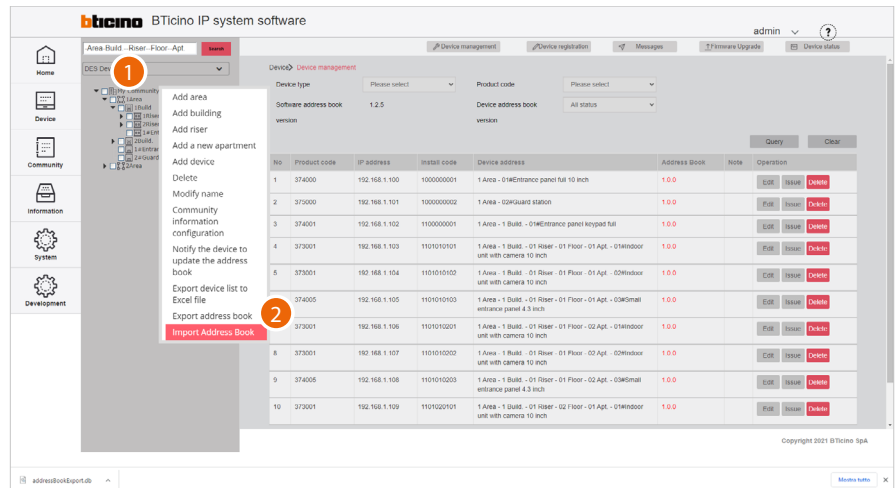 bticino BTicino IP system software
admin
?
Area-Build.-Riser-Floor-Apt
Search
Device management
Device registration
Messages
Firmware Upgrade
Device status
Home
Device
Community
Information
System
Development
DES Dev
1
My Community
1Area
1Build
1Riser
2Riser
1#Ent
2Build.
1#Entrar
2#Guard
2Area
Add area
Add building
Add riser
Add a new apartment
Add device
Delete
Modify name
Community
information
configuration
Notify the device to
update the address
book
Export device list to
Excel file
Export address book
Import Address Book
2
Device> Device management
Device type Please select Product code Please select
Software address book 1.2.5 Device address book All status
version version
Query Clear
No Product code IP address Install code Device address Address Book Note Operation
1 374000 192.168.1.100 1000000001 1 Area - 01#Entrance panel full 10 inch 1.0.0 Edit Issue Delete
2 375000 192.168.1.101 1000000002 1 Area - 02#Guard station 1.0.0 Edit Issue Delete
3 374001 192.168.1.102 1100000001 1 Area - 1 Build. - 01#Entrance panel keypad full 1.0.0 Edit Issue Delete
4 373001 192.168.1.103 1101010101 1 Area - 1 Build. - 01 Riser - 01 Floor - 01 Apt. - 01#Indoor 1.0.0 Edit Issue Delete
unit with camera 10 inch
5 373001 192.168.1.104 1101010102 1 Area - 1 Build. - 01 Riser - 01 Floor - 01 Apt. - 02#Indoor 1.0.0 Edit Issue Delete
unit with camera 10 inch
374005 192.168.1.105 1101010103 1 Area - 1 Build. - 01 Riser - 01 Floor - 01 Apt. - 03#Small 1.0.0 Edit Issue Delete
entrance panel 4.3 inch
373001 192.168.1.106 1101010201 1 Area - 1 Build. - 01 Riser - 01 Floor - 02 Apt. - 01#Indoor 1.0.0 Edit Issue Delete
unit with camera 10 inch
8 373001 192.168.1.107 1101010202 1 Area - 1 Build. - 01 Riser - 01 Floor - 02 Apt. - 02#Indoor 1.0.0 Edit Issue Delete
unit with camera 10 inch
9 374005 192.168.1.108 1101010203 1 Area - 1 Build. - 01 Riser - 01 Floor - 02 Apt. - 03#Small 1.0.0 Edit Issue Delete
entrance panel 4.3 inch
10 373001 192.168.1.109 1101020101 1 Area - 1 Build. - 01 Riser - 02 Floor - 01 Apt. - 01#Indoor 1.0.0 Edit Issue Delete
unit with camera 10 inch
Copyright 2021 BTicino SpA
addressBookExport.db
Mostra tutto